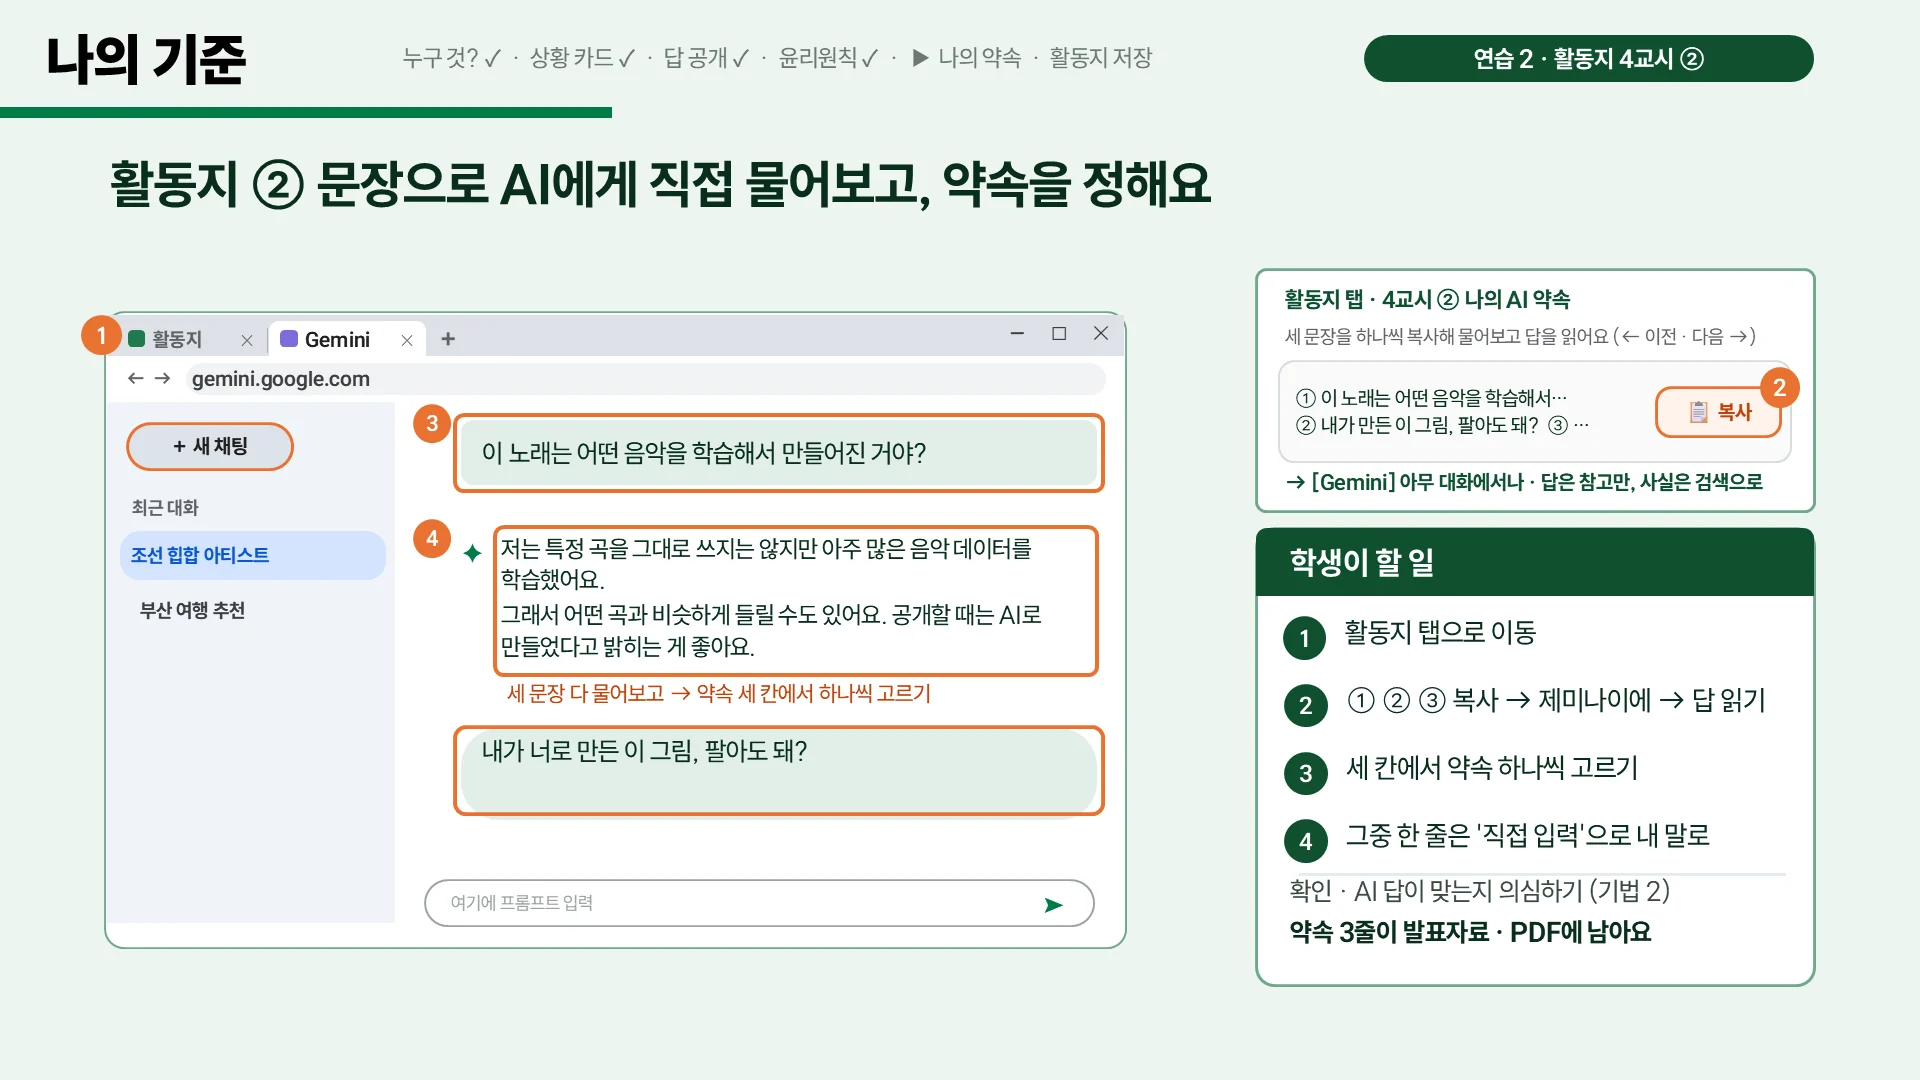 나의 기준
누구 것? ✓ · 상황 카드 ✓ · 답 공개 ✓ · 윤리원칙 ✓ · ▶ 나의 약속 · 활동지 저장
연습 2 · 활동지 4교시 ②
활동지 ② 문장으로 AI에게 직접 물어보고, 약속을 정해요
1
활동지 ×
Gemini ×
+
gemini.google.com
+ 새 채팅
최근 대화
조선 힙합 아티스트
부산 여행 추천
3
이 노래는 어떤 음악을 학습해서 만들어진 거야?
4
저는 특정 곡을 그대로 쓰지는 않지만 아주 많은 음악 데이터를
학습했어요.
그래서 어떤 곡과 비슷하게 들릴 수도 있어요. 공개할 때는 AI로
만들었다고 밝히는 게 좋아요.
세 문장 다 물어보고 → 약속 세 칸에서 하나씩 고르기
내가 너로 만든 이 그림, 팔아도 돼?
여기에 프롬프트 입력
활동지 탭 · 4교시 ② 나의 AI 약속
세 문장을 하나씩 복사해 물어보고 답을 읽어요 (← 이전 · 다음 →)
① 이 노래는 어떤 음악을 학습해서…
② 내가 만든 이 그림, 팔아도 돼? ③ …
📋 복사
2
→ [Gemini] 아무 대화에서나 · 답은 참고만, 사실은 검색으로
학생이 할 일
1 활동지 탭으로 이동
2 ① ② ③ 복사 → 제미나이에 → 답 읽기
3 세 칸에서 약속 하나씩 고르기
4 그중 한 줄은 '직접 입력'으로 내 말로
확인 · AI 답이 맞는지 의심하기 (기법 2)
약속 3줄이 발표자료 · PDF에 남아요